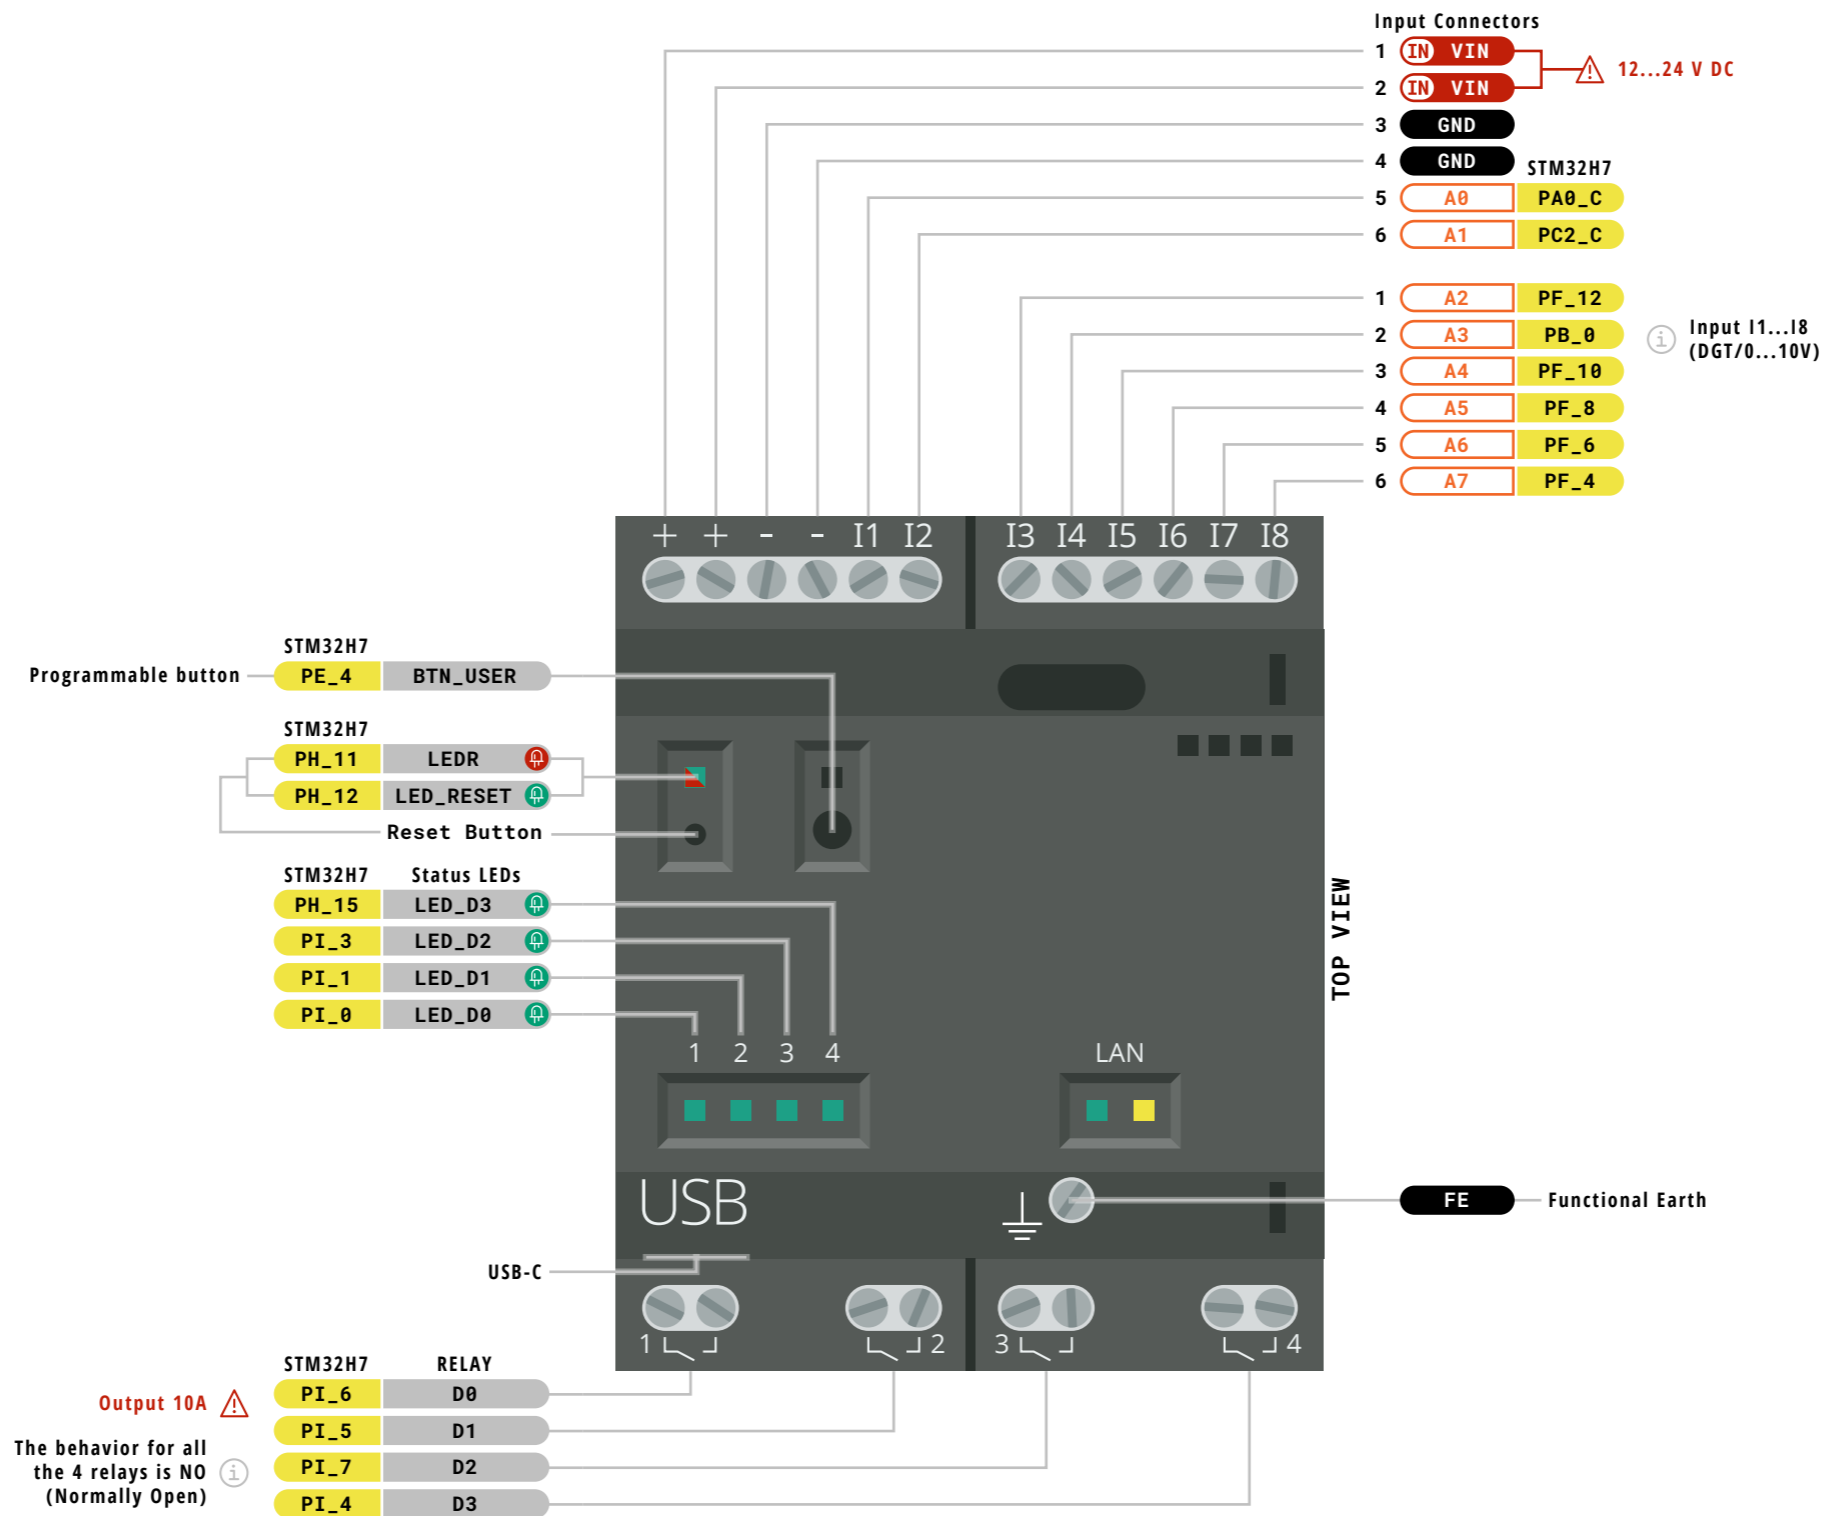 Input Connectors
1 IN VIN
2 IN VIN
12...24 V DC
3 GND
4 GND
STM32H7
5 A0 PA0_C
6 A1 PC2_C
1 A2 PF_12
2 A3 PB_0
3 A4 PF_10
4 A5 PF_8
5 A6 PF_6
6 A7 PF_4
Input I1...I8
(DGT/0...10V)
+ + - - I1 I2 I3 I4 I5 I6 I7 I8
STM32H7
Programmable button PE_4 BTN_USER
STM32H7
PH_11 LEDR
PH_12 LED_RESET
Reset Button
STM32H7 Status LEDs
PH_15 LED_D3
PI_3 LED_D2
PI_1 LED_D1
PI_0 LED_D0
TOP VIEW
1 2 3 4 LAN
USB
FE Functional Earth
USB-C
1 2 3 4
STM32H7 RELAY
Output 10A
PI_6 D0
PI_5 D1
PI_7 D2
PI_4 D3
The behavior for all
the 4 relays is NO
(Normally Open)